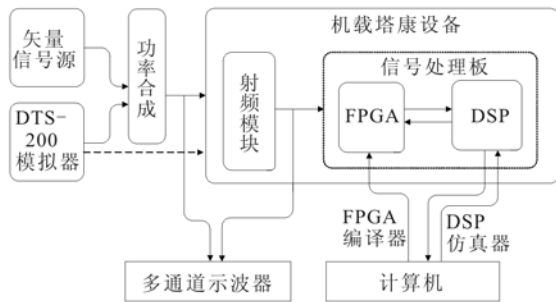 矢量
信号源
DTS-
200
模拟器
功率合成
机载塔康设备
射频模块
信号处理板
FPGA
DSP
FPGA
编译器
DSP
仿真器
多通道示波器
计算机